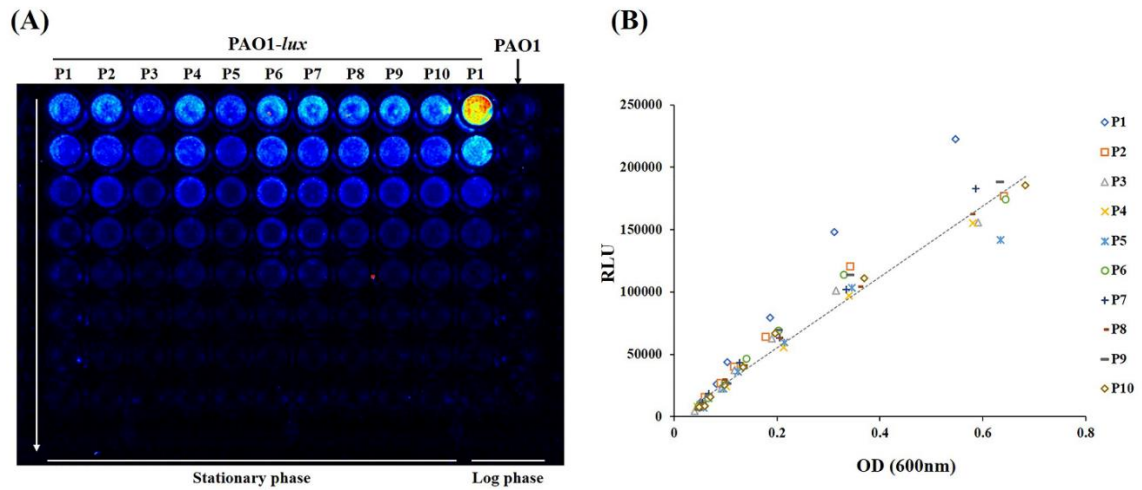 (A)
PAO1-lux
PAO1
P1 P2 P3 P4 P5 P6 P7 P8 P9 P10 P1
Stationary phase
Log phase
(B)
250000
200000
150000
100000
50000
0
RLU
0 0.2 0.4 0.6 0.8
OD (600nm)
P1
P2
P3
P4
P5
P6
P7
P8
P9
P10